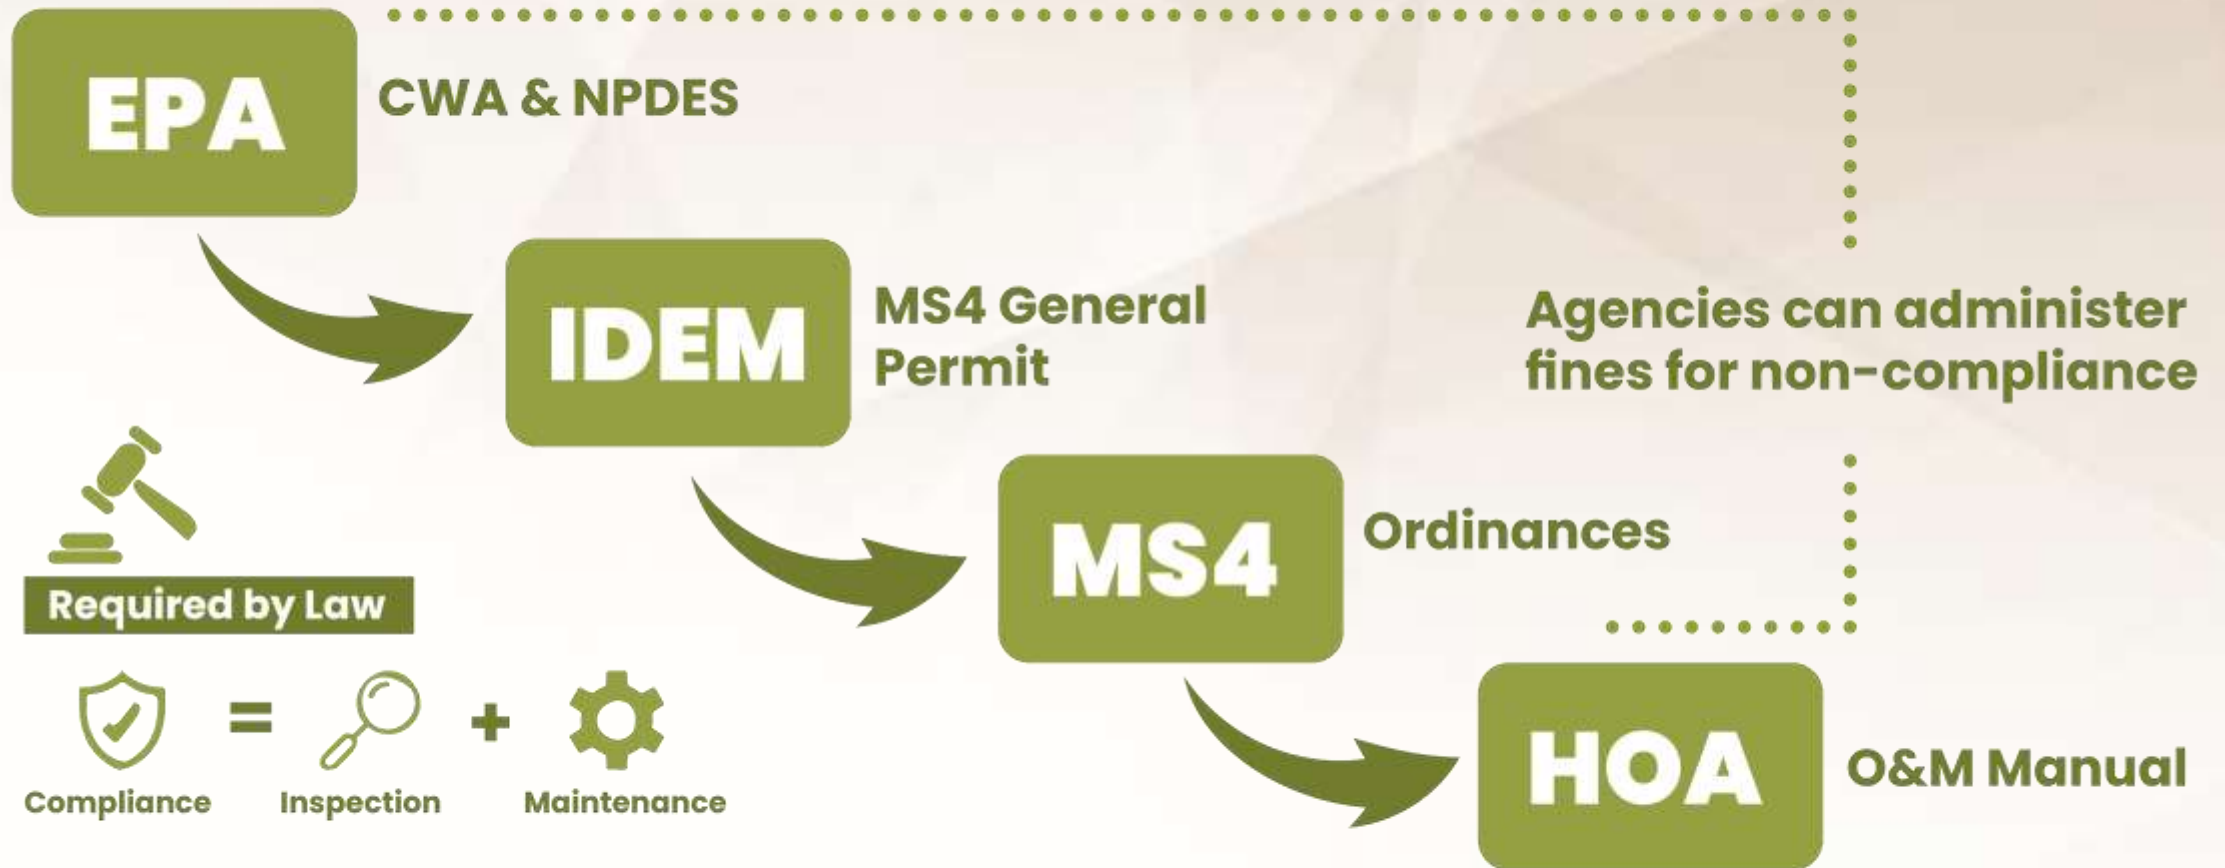 EPA
CWA & NPDES
IDEM
MS4 General
Permit
Agencies can administer
fines for non-compliance
MS4
Ordinances
Required by Law
=
+
Compliance
Inspection
Maintenance
HOA
O&M Manual